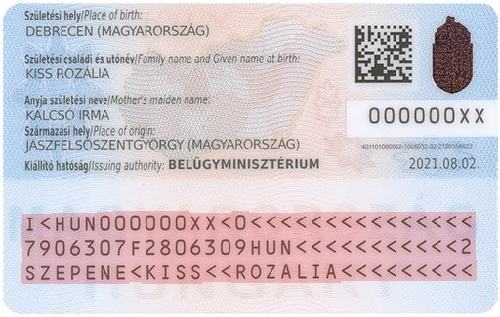 Születési hely/Place of birth:
DEBRECEN (MAGYARORSZÁG)
Születési családi és utónév/Family name and Given name at birth:
KISS ROZÁLIA
Anyja születési neve/Mother's maiden name:
KALCSÓ IRMA
000000XX
Származási hely/Place of origin:
JASZFELSŐSZENTGYÖRGY (MAGYARORSZÁG)
Kiállító hatóság/Issuing authority: BELÜGYMINISZTÉRIUM
2021.08.02.
I<HUN000000XX<0<<<<<<<<<<<<<<<
7906307F2806309HUN<<<<<<<<<<<2
SZEPENE<KISS<<ROZALIA<<<<<<<<<